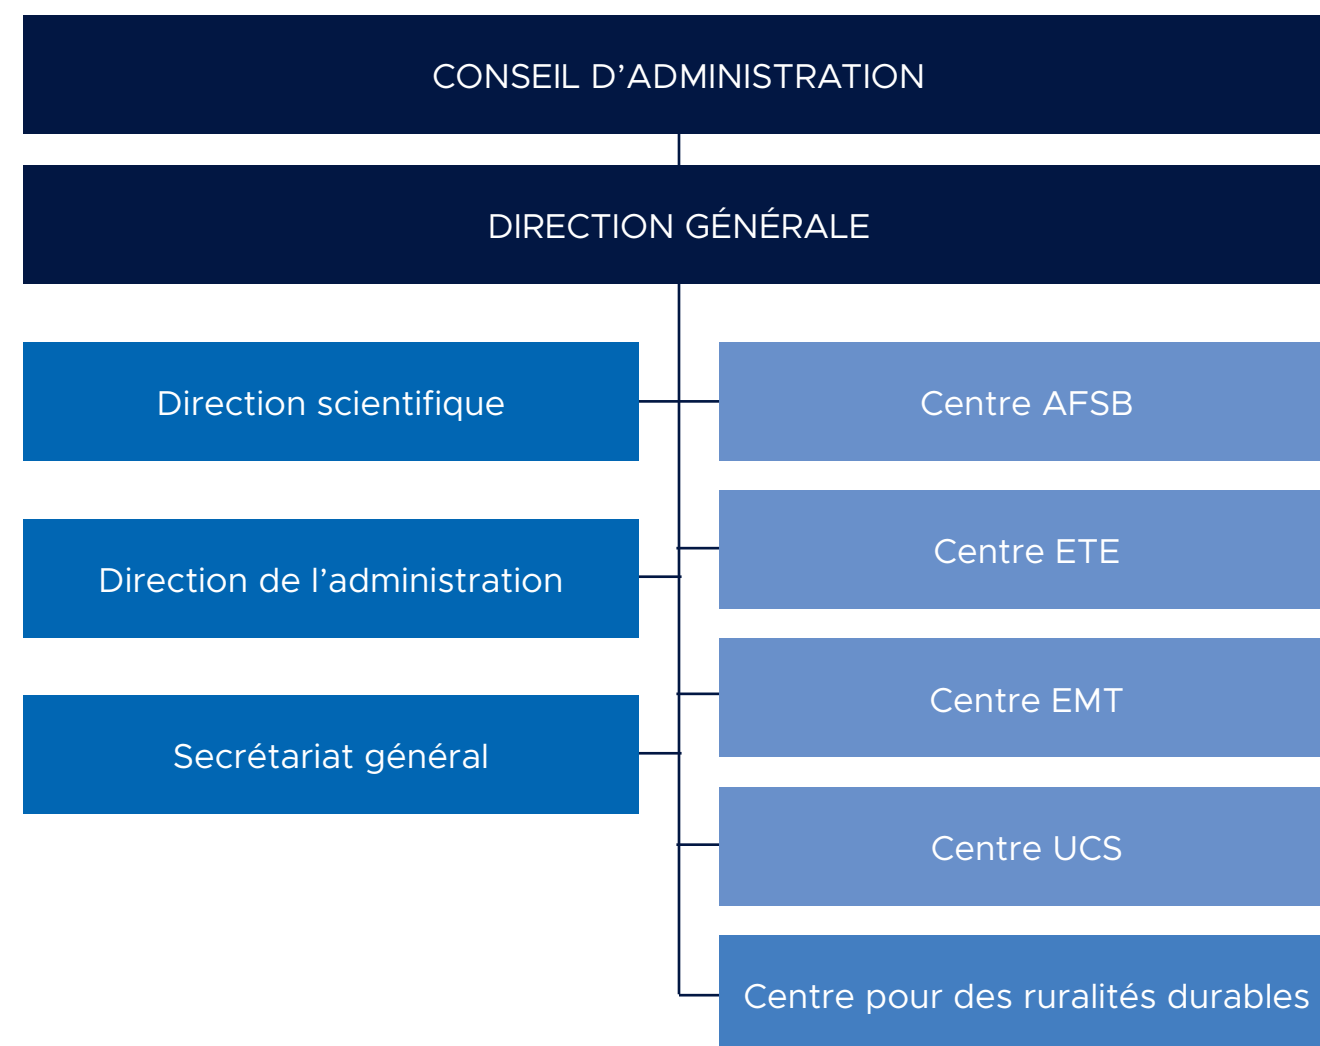 CONSEIL D’ADMINISTRATION
DIRECTION GÉNÉRALE
Direction scientifique
Direction de l’administration
Secrétariat général
Centre AFSB
Centre ETE
Centre EMT
Centre UCS
Centre pour des ruralités durables